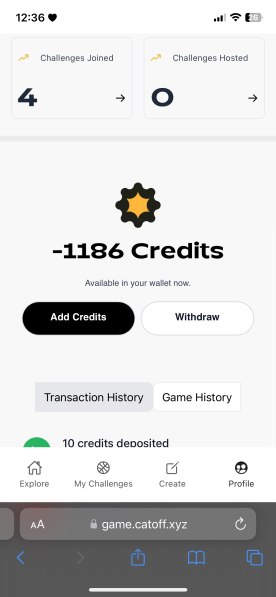 12:36
26
Challenges Joined
Challenges Hosted
4
0
-1186 Credits
Available in your wallet now.
Add Credits
Withdraw
Transaction History
Game History
10 credits deposited
Explore
My Challenges
Create
Profile
AA
game.catoff.xyz